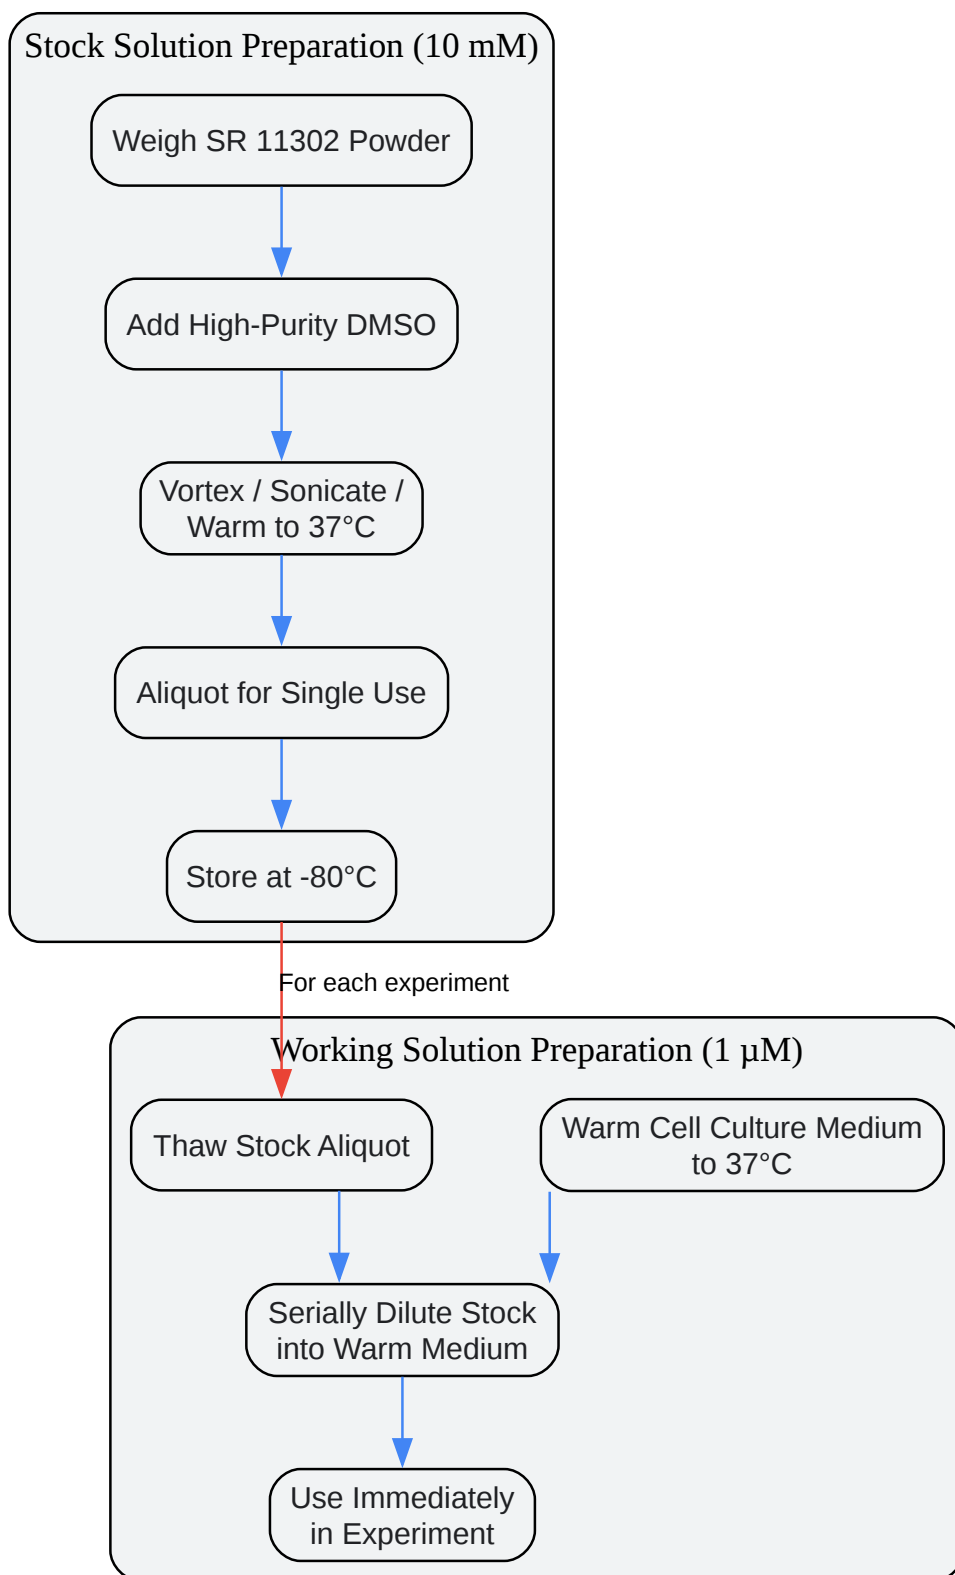 Stock Solution Preparation (10 mM)
Weigh SR 11302 Powder
Add High-Purity DMSO
Vortex / Sonicate /
Warm to 37°C
Aliquot for Single Use
Store at -80°C
For each experiment
Working Solution Preparation (1 µM)
Thaw Stock Aliquot
Warm Cell Culture Medium
to 37°C
Serially Dilute Stock
into Warm Medium
Use Immediately
in Experiment